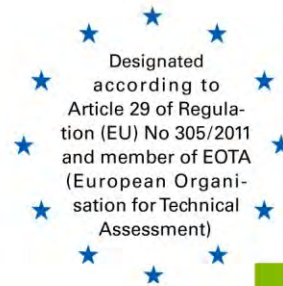 Designated
according to
Article 29 of Regula-
tion (EU) No 305/2011
and member of EOTA
(European Organi-
sation for Technical
Assessment)